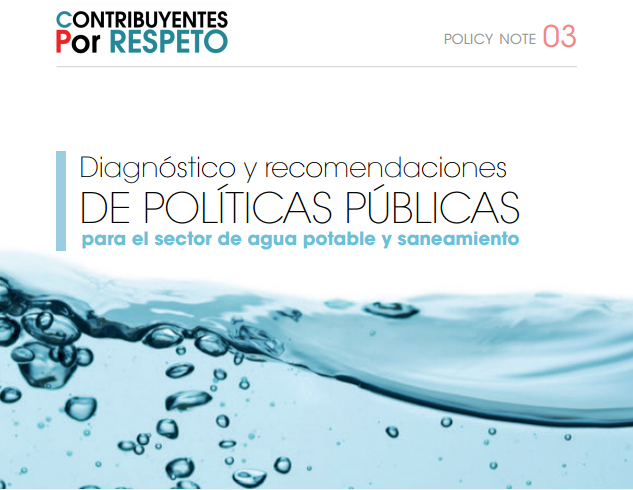 CONTRIBUYENTES
Por RESPETO
POLICY NOTE 03
Diagnóstico y recomendaciones
DE POLÍTICAS PÚBLICAS
para el sector de agua potable y saneamiento